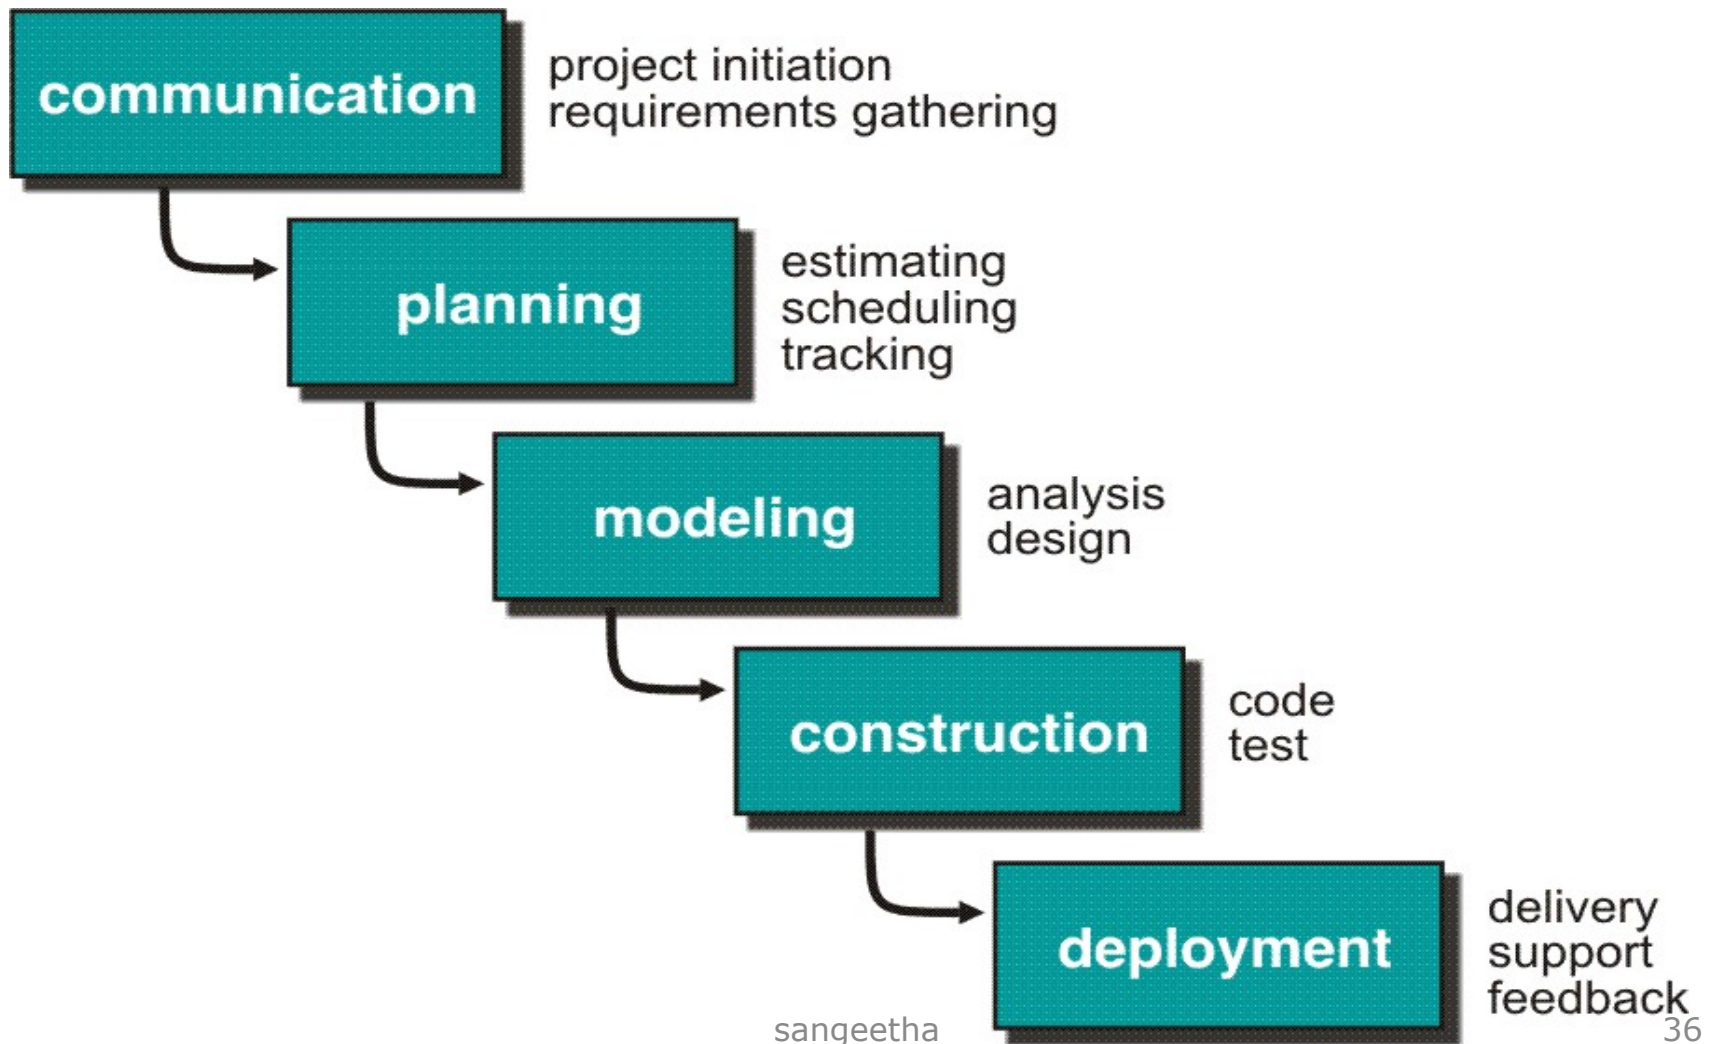 communication
project initiation
requirements gathering
planning
estimating
scheduling
tracking
modeling
analysis
design
construction
code
test
deployment
delivery
support
feedback
sangeetha
36